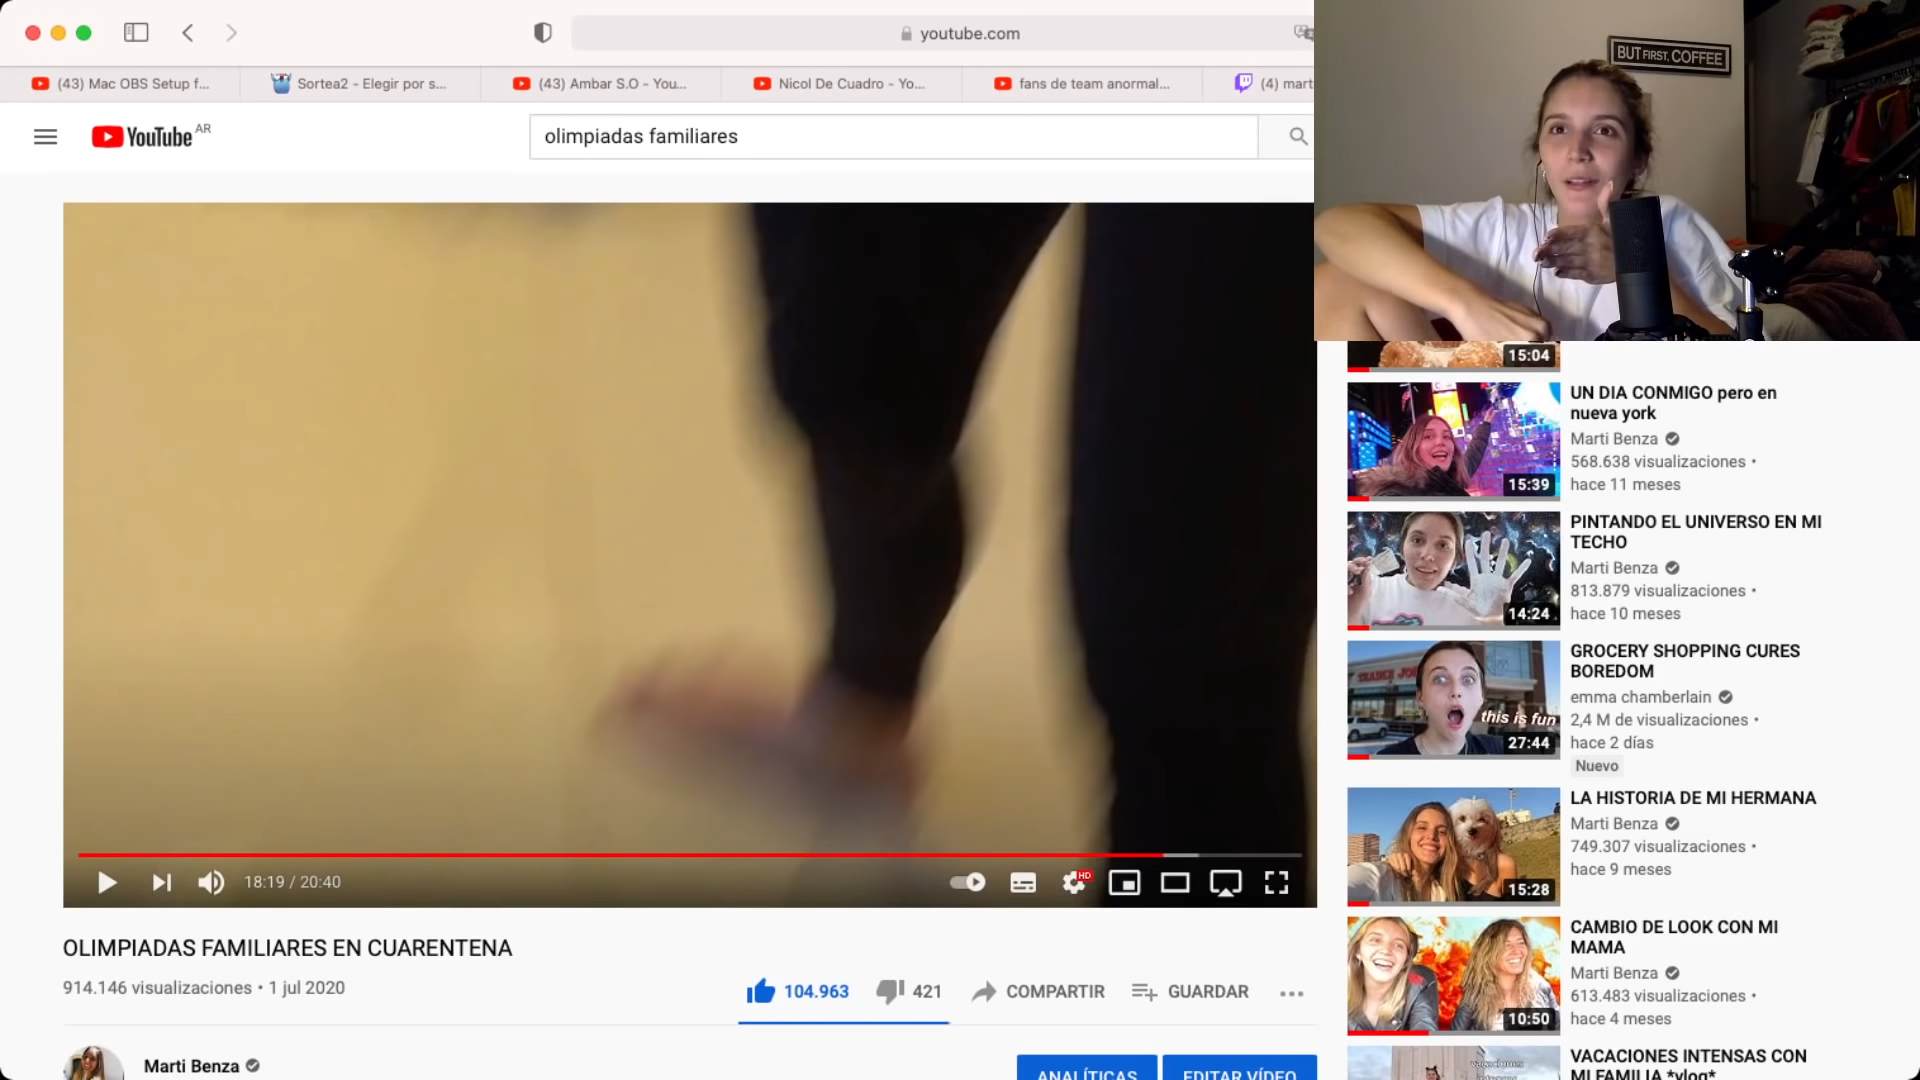 youtube.com
(43) Mac OBS Setup f...
Sortea2 - Elegir por s...
(43) Ambar S.O - You...
Nicol De Cuadro - Yo...
fans de team anormal...
(4) mart
BUT FIRST, COFFEE
YouTube AR
olimpiadas familiares
15:04
UN DIA CONMIGO pero en
nueva york
Marti Benza
568.638 visualizaciones •
hace 11 meses
15:39
PINTANDO EL UNIVERSO EN MI
TECHO
Marti Benza
813.879 visualizaciones •
hace 10 meses
14:24
GROCERY SHOPPING CURES
BOREDOM
emma chamberlain
2,4 M de visualizaciones •
hace 2 días
Nuevo
this is fun
27:44
LA HISTORIA DE MI HERMANA
Marti Benza
749.307 visualizaciones •
hace 9 meses
15:28
CAMBIO DE LOOK CON MI
MAMA
Marti Benza
613.483 visualizaciones •
hace 4 meses
10:50
VACACIONES INTENSAS CON
MI FAMILIA *vlog*
18:19 / 20:40
HD
OLIMPIADAS FAMILIARES EN CUARENTENA
914.146 visualizaciones • 1 jul 2020
104.963
421
COMPARTIR
GUARDAR
Marti Benza
ANALÍTICAS
EDITAR VÍDEO